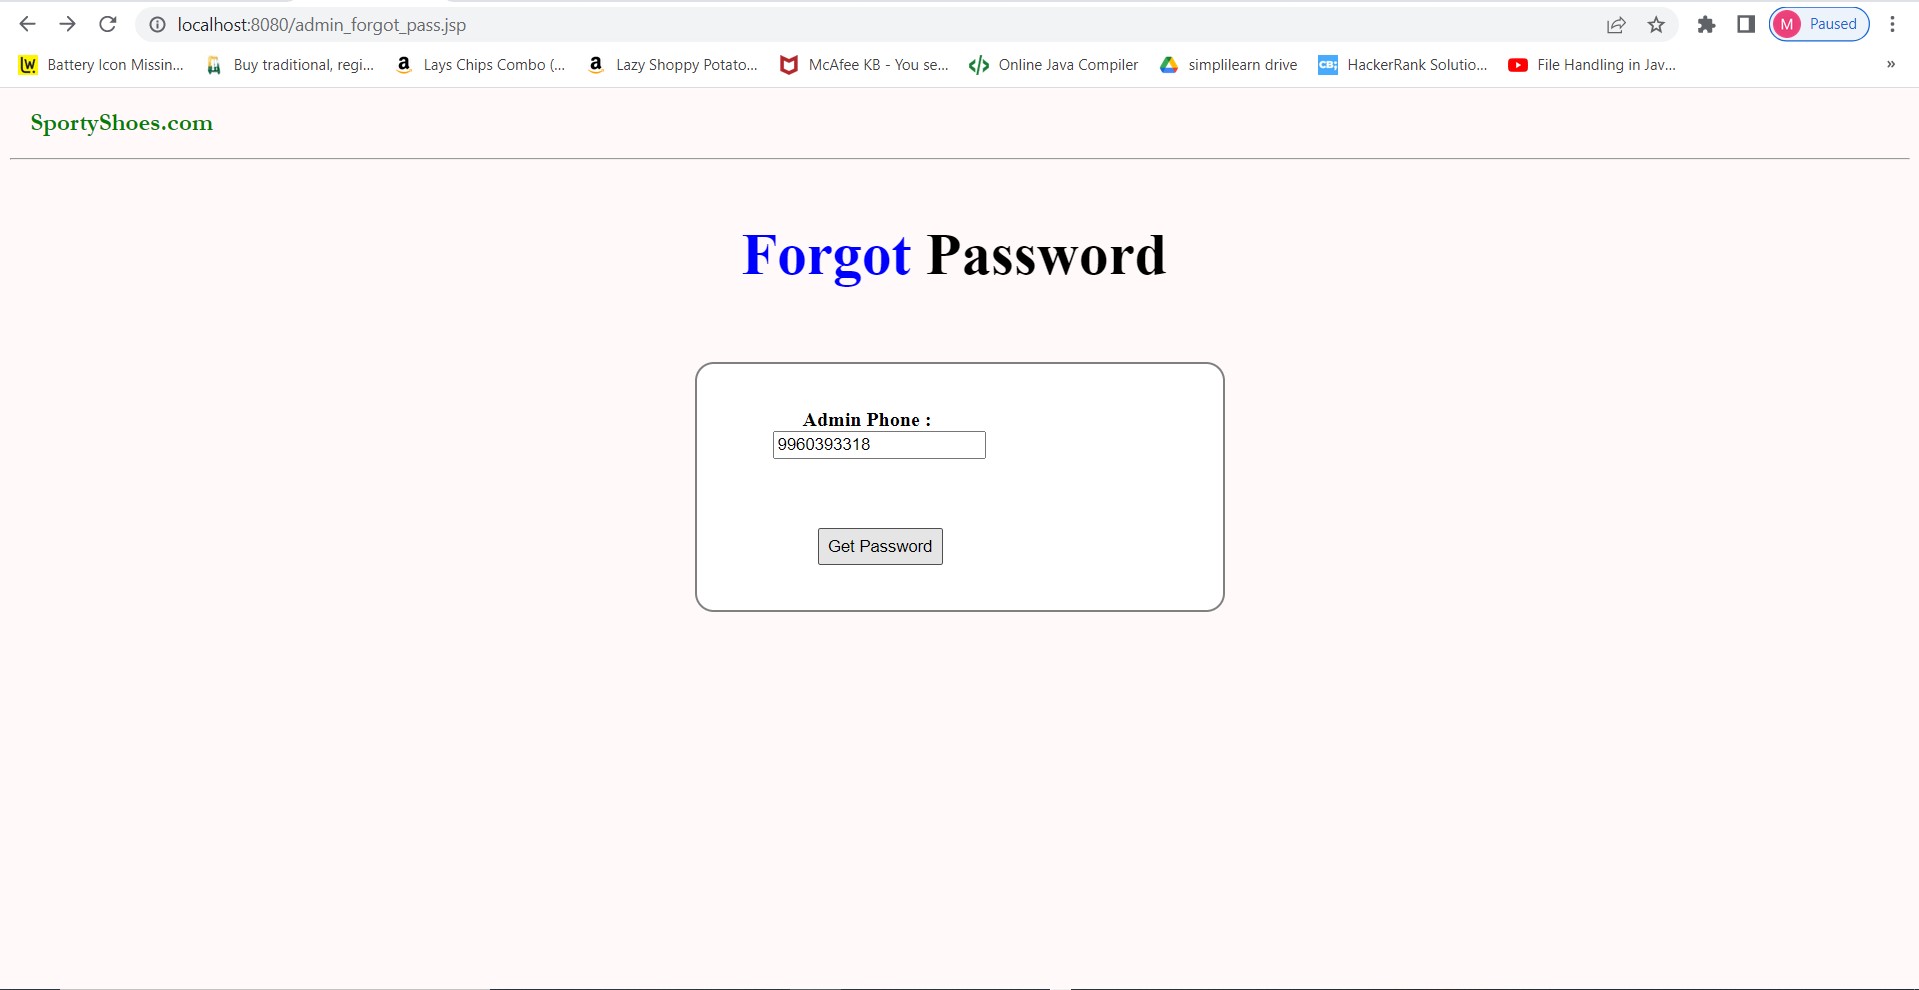 localhost:8080/admin_forgot_pass.jsp
M Paused
Battery Icon Missin... Buy traditional, regi... Lays Chips Combo (... Lazy Shoppy Potato... McAfee KB - You se... Online Java Compiler simplilearn drive CB; HackerRank Solutio... File Handling in Jav... »
SportyShoes.com
Forgot Password
Admin Phone :
9960393318
Get Password